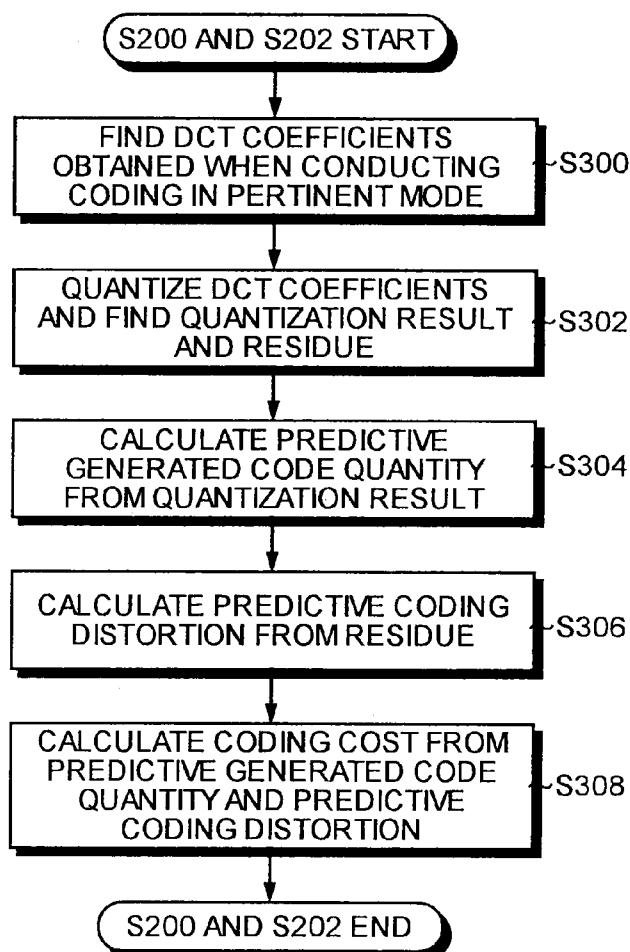 S200 AND S202 START
FIND DCT COEFFICIENTS
OBTAINED WHEN CONDUCTING
CODING IN PERTINENT MODE
S300
QUANTIZE DCT COEFFICIENTS
AND FIND QUANTIZATION RESULT
AND RESIDUE
S302
CALCULATE PREDICTIVE
GENERATED CODE QUANTITY
FROM QUANTIZATION RESULT
S304
CALCULATE PREDICTIVE CODING
DISTORTION FROM RESIDUE
S306
CALCULATE CODING COST FROM
PREDICTIVE GENERATED CODE
QUANTITY AND PREDICTIVE
CODING DISTORTION
S308
S200 AND S202 END